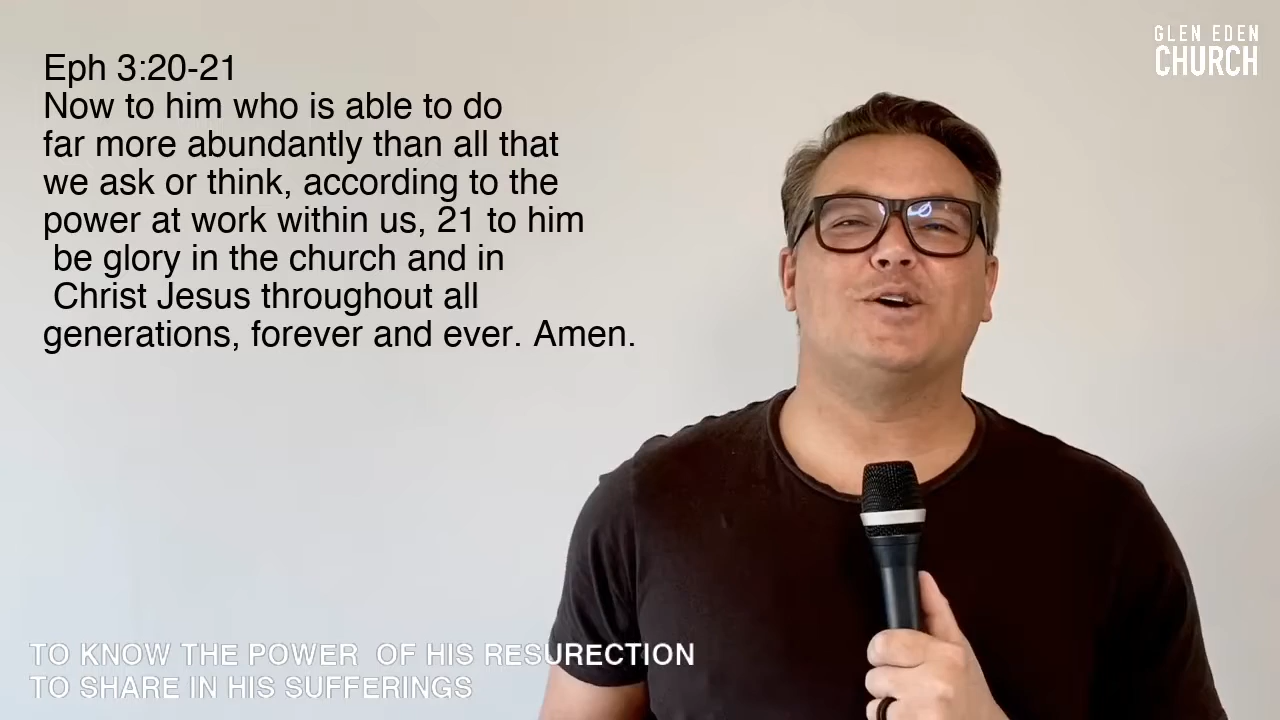 GLEN EDEN
CHURCH
Eph 3:20-21
Now to him who is able to do
far more abundantly than all that
we ask or think, according to the
power at work within us, 21 to him
be glory in the church and in
Christ Jesus throughout all
generations, forever and ever. Amen.
TO KNOW THE POWER OF HIS RESURECTION
TO SHARE IN HIS SUFFERINGS